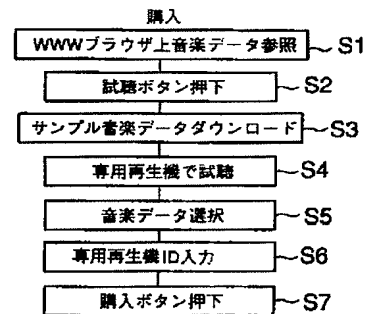 購入
WWWブラウザ上音楽データ参照 S1
試聴ボタン押下 S2
サンプル音楽データダウンロード S3
専用再生機で試聴 S4
音楽データ選択 S5
専用再生機ID入力 S6
購入ボタン押下 S7